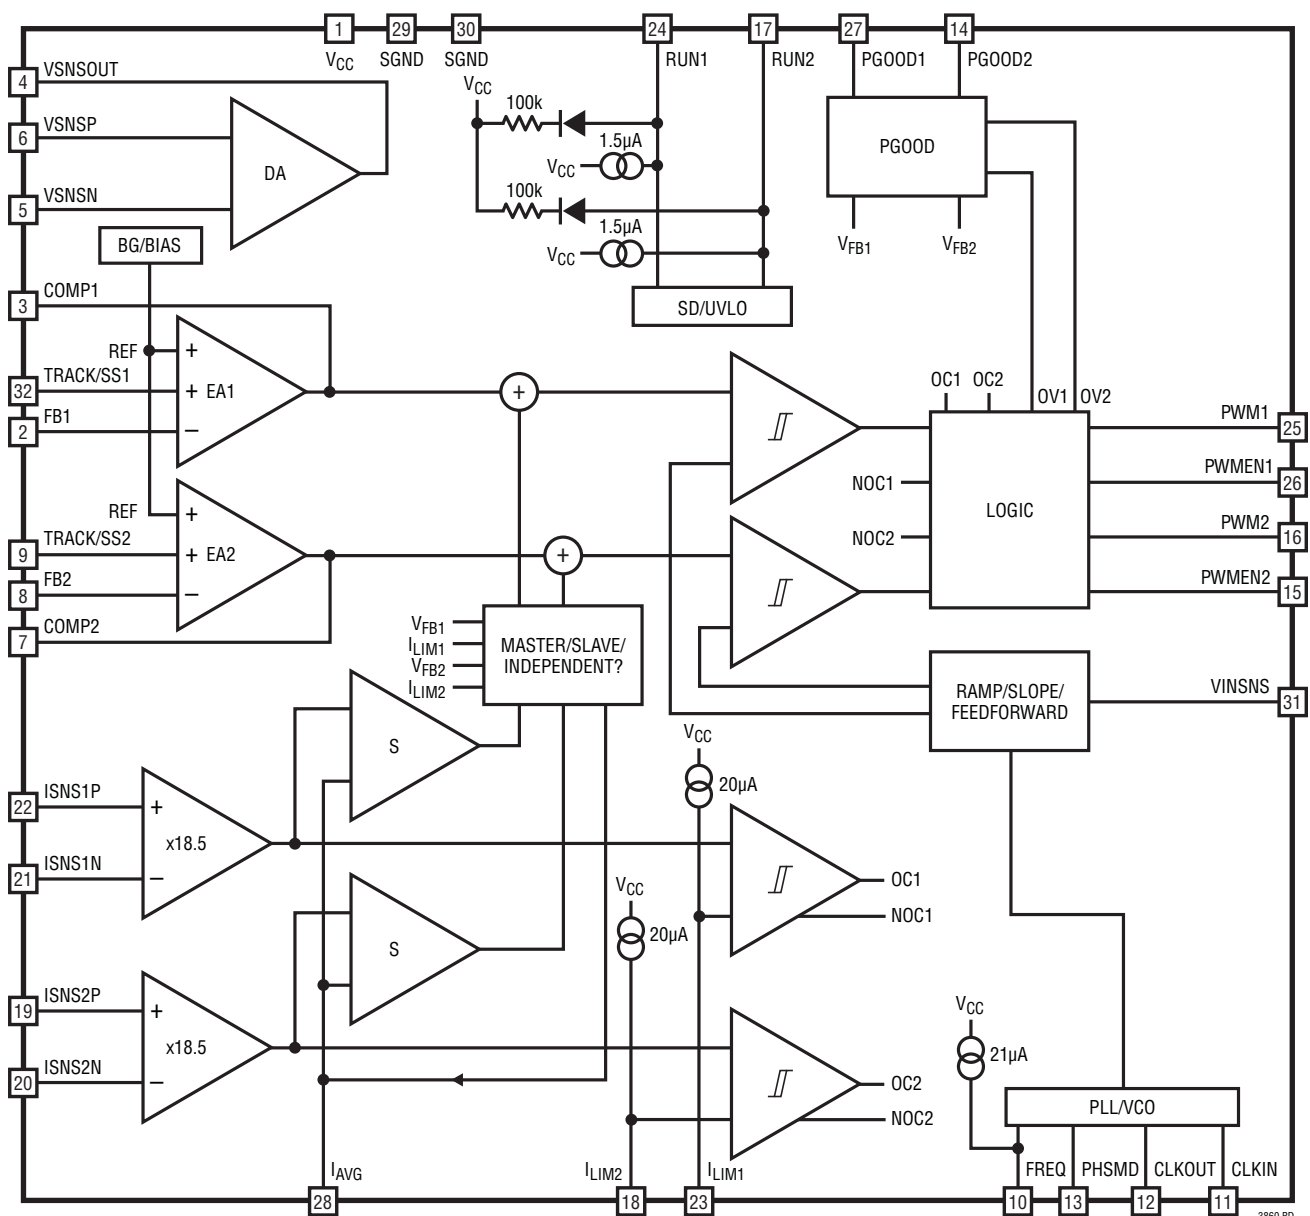 1 29 30 24 17 27 14
V_CC SGND SGND RUN1 RUN2 PGOOD1 PGOOD2
4 VSNSOUT
6 VSNSP
5 VSNSN
DA
BG/BIAS
V_CC
100k
1.5µA
V_CC
100k
1.5µA
V_CC
SD/UVLO
PGOOD
V_FB1 V_FB2
3 COMP1
REF +
32 TRACK/SS1 + EA1
2 FB1 −
REF +
9 TRACK/SS2 + EA2
8 FB2 −
7 COMP2
+
+
OC1 OC2 OV1 OV2
NOC1
NOC2
LOGIC
PWM1 25
PWMEN1 26
PWM2 16
PWMEN2 15
V_FB1
I_LIM1
V_FB2
I_LIM2
MASTER/SLAVE/
INDEPENDENT?
RAMP/SLOPE/
FEEDFORWARD
VINSNS 31
S
22 ISNS1P +
x18.5
21 ISNS1N −
V_CC
20µA
OC1
NOC1
S
V_CC
20µA
19 ISNS2P +
x18.5
20 ISNS2N −
OC2
NOC2
V_CC
21µA
PLL/VCO
I_AVG I_LIM2 I_LIM1 FREQ PHSMD CLKOUT CLKIN
28 18 23 10 13 12 11
3860 BD